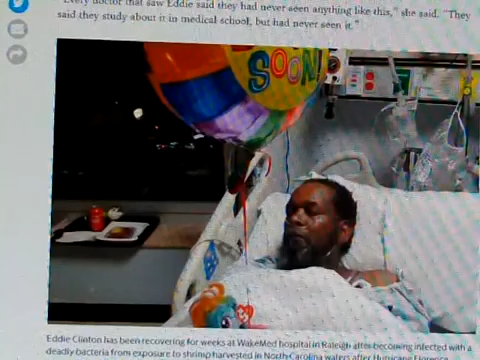 "Every doctor that saw Eddie said they had never seen anything like this," she said. "They
said they study about it in medical school, but had never seen it."
SOON!
ty
Eddie Clinton has been recovering for weeks at WakeMed hospital in Raleigh after becoming infected with a
deadly bacteria from exposure to shrimp harvested in North Carolina waters after Hurricane Florence